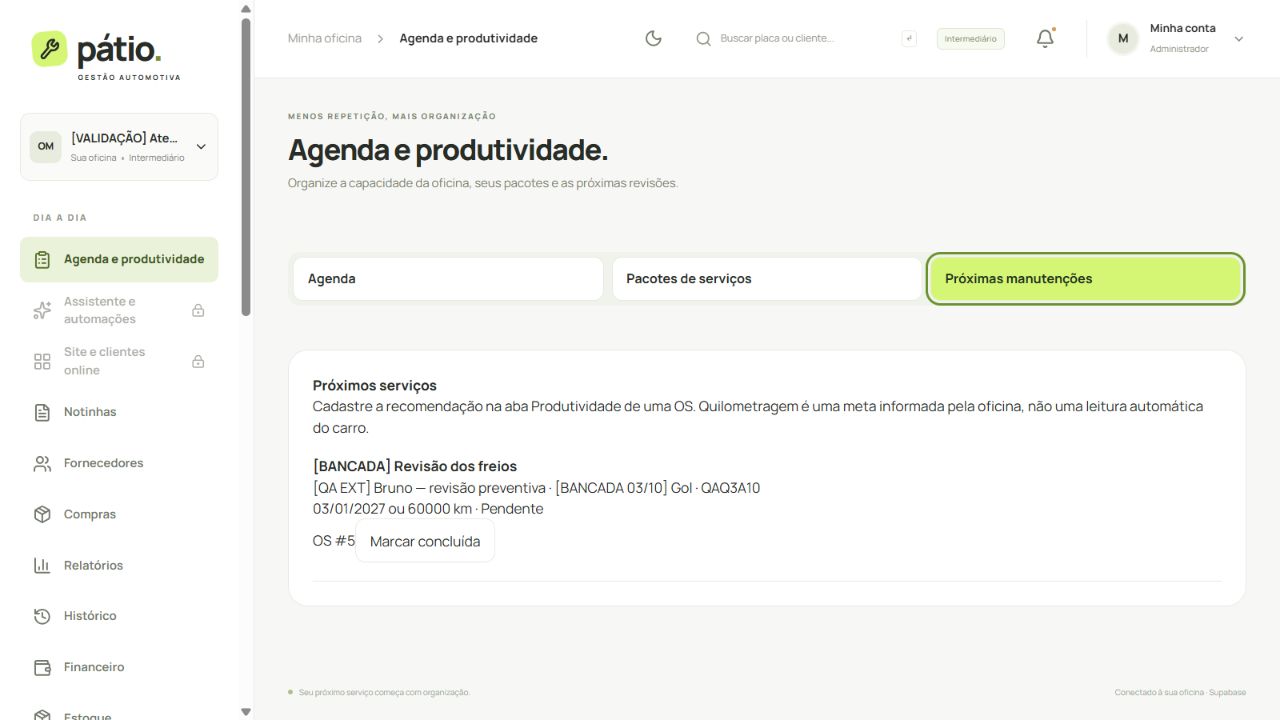 pátio.
GESTÃO AUTOMOTIVA
OM
[VALIDAÇÃO] Ate...
Sua oficina • Intermediário
DIA A DIA
Agenda e produtividade
Assistente e
automações
Site e clientes
online
Notinhas
Fornecedores
Compras
Relatórios
Histórico
Financeiro
Estoque
Minha oficina
Agenda e produtividade
Buscar placa ou cliente...
Intermediário
M
Minha conta
Administrador
MENOS REPETIÇÃO, MAIS ORGANIZAÇÃO
Agenda e produtividade.
Organize a capacidade da oficina, seus pacotes e as próximas revisões.
Agenda
Pacotes de serviços
Próximas manutenções
Próximos serviços
Cadastre a recomendação na aba Produtividade de uma OS. Quilometragem é uma meta informada pela oficina, não uma leitura automática
do carro.
[BANCADA] Revisão dos freios
[QA EXT] Bruno — revisão preventiva · [BANCADA 03/10] Gol · QAQ3A10
03/01/2027 ou 60000 km · Pendente
OS #5
Marcar concluída
Seu próximo serviço começa com organização.
Conectado à sua oficina · Supabase